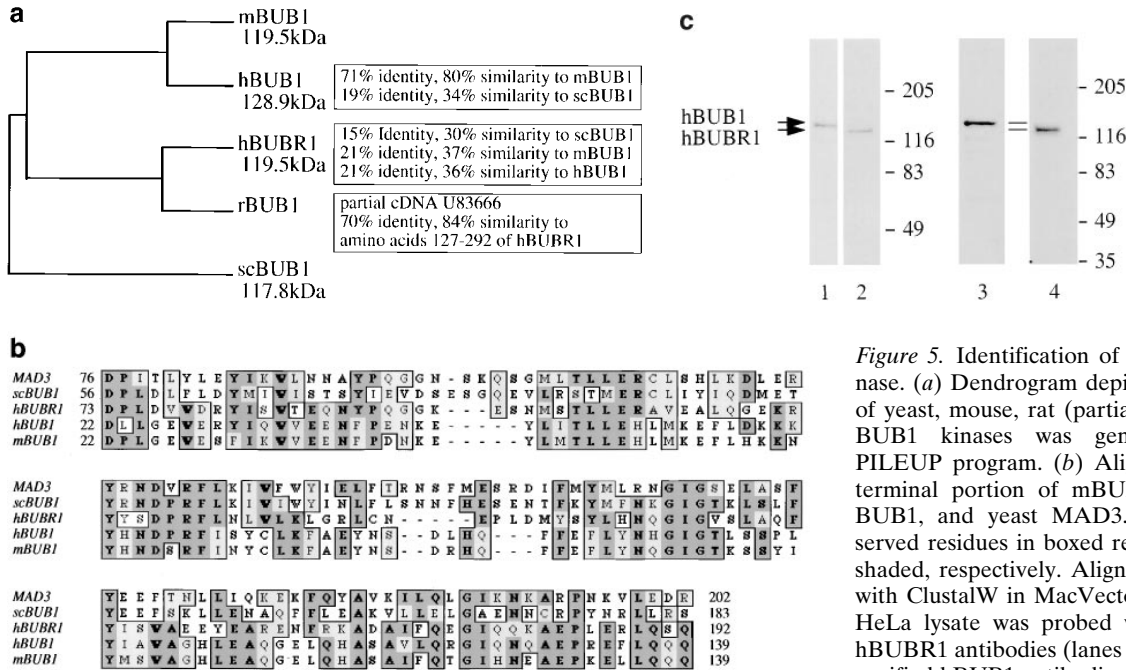 a
mBUB1
119.5kDa
hBUB1
128.9kDa
71% identity, 80% similarity to mBUB1
19% identity, 34% similarity to scBUB1
hBUBR1
119.5kDa
15% Identity, 30% similarity to scBUB1
21% identity, 37% similarity to mBUB1
21% identity, 36% similarity to hBUB1
rBUB1
partial cDNA U83666
70% identity, 84% similarity to
amino acids 127-292 of hBUBR1
scBUB1
117.8kDa
c
hBUB1
hBUBR1
- 205
- 116
- 83
- 49
- 205
- 116
- 83
- 49
- 35
1 2 3 4
b
MAD3 76 D P I T L Y L E Y I K W L N N A Y P Q G G N - S K Q S G M L T L L E R C L S H L K D L E R
scBUB1 56 D P L D L F L D Y M I W I S T S Y I E V D S E S G Q E V L R S T M E R C L I Y I Q D M E T
hBUBR1 73 D P L D V W D R Y I S W T E Q N Y P Q G G K - - - E S N M S T L L E R A V E A L Q G E K R
hBUB1 22 D L L G E W E R Y I Q W V E E N F P E N K E - - - - Y L I T L L E H L M K E F L D K K K
mBUB1 22 D P L G E W E S F I K W V E E N F P D N K E - - - - Y L M T L L E H L M K E F L H K K N
MAD3 Y R N D V R F L K I W F W Y I E L F T R N S F M E S R D I F M Y M L R N G I G S E L A S F
scBUB1 Y R N D P R F L K I W I W Y I N L F L S N N F H E S E N T F K Y M F N K G I G T K L S L F
hBUBR1 Y Y S D P R F L N L W L K L G R L C N - - - - E P L D M Y S Y L H N Q G I G V S L A Q F
hBUB1 Y H N D P R F I S Y C L K F A E Y N S - - D L H Q - - - - F F E F L Y N H G I G T L S S P L
mBUB1 Y H N D S R F I N Y C L K F A E Y N S - - D R H Q - - - - F F E F L Y N Q G I G T K S S Y I
MAD3 Y E E F T N L L I Q K E K F Q Y A V K I L Q L G I K N K A R P N K V L E D R 202
scBUB1 Y E E F S K L L E N A Q F F L E A K V L L E L G A E N N C R P Y N R L L R S 183
hBUBR1 Y I S W A E E Y E A R E N F R K A D A I F Q E G I Q Q K A E P L E R L Q S Q 192
hBUB1 Y I A W A G H L E A Q G E L Q H A S A V L Q R G I Q N Q A E P R E F L Q Q 139
mBUB1 Y M S W A G H L E A Q G E L Q H A S A I F Q T G I H N E A E P K E L L Q Q 139
Figure 5. Identification of
nase. (a) Dendrogram depi
of yeast, mouse, rat (partia
BUB1 kinases was gen
PILEUP program. (b) Ali
terminal portion of mBU
BUB1, and yeast MAD3.
served residues in boxed re
shaded, respectively. Align
with ClustalW in MacVecto
HeLa lysate was probed w
hBUBR1 antibodies (lanes